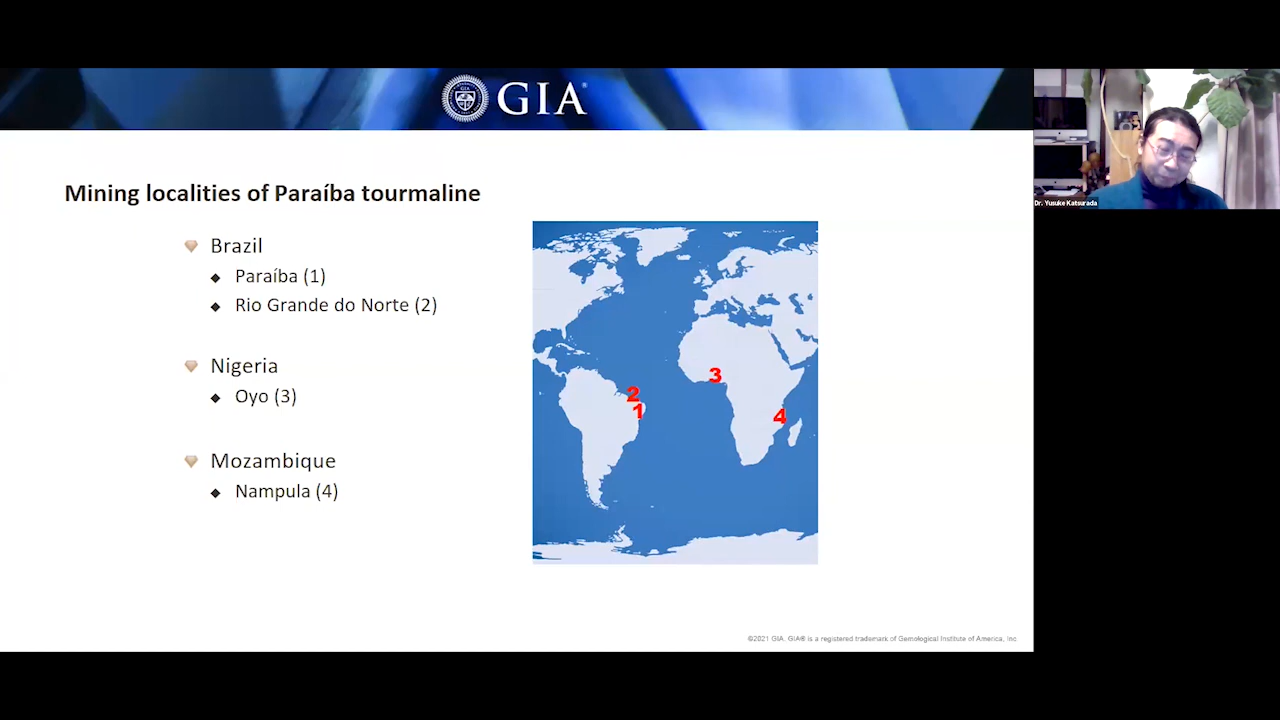 GIA®
Mining localities of Paraíba tourmaline
Brazil
Paraíba (1)
Rio Grande do Norte (2)
Nigeria
Oyo (3)
Mozambique
Nampula (4)
2
1
3
4
©2021 GIA. GIA® is a registered trademark of Gemological Institute of America, Inc
Dr. Yusuke Katsurada